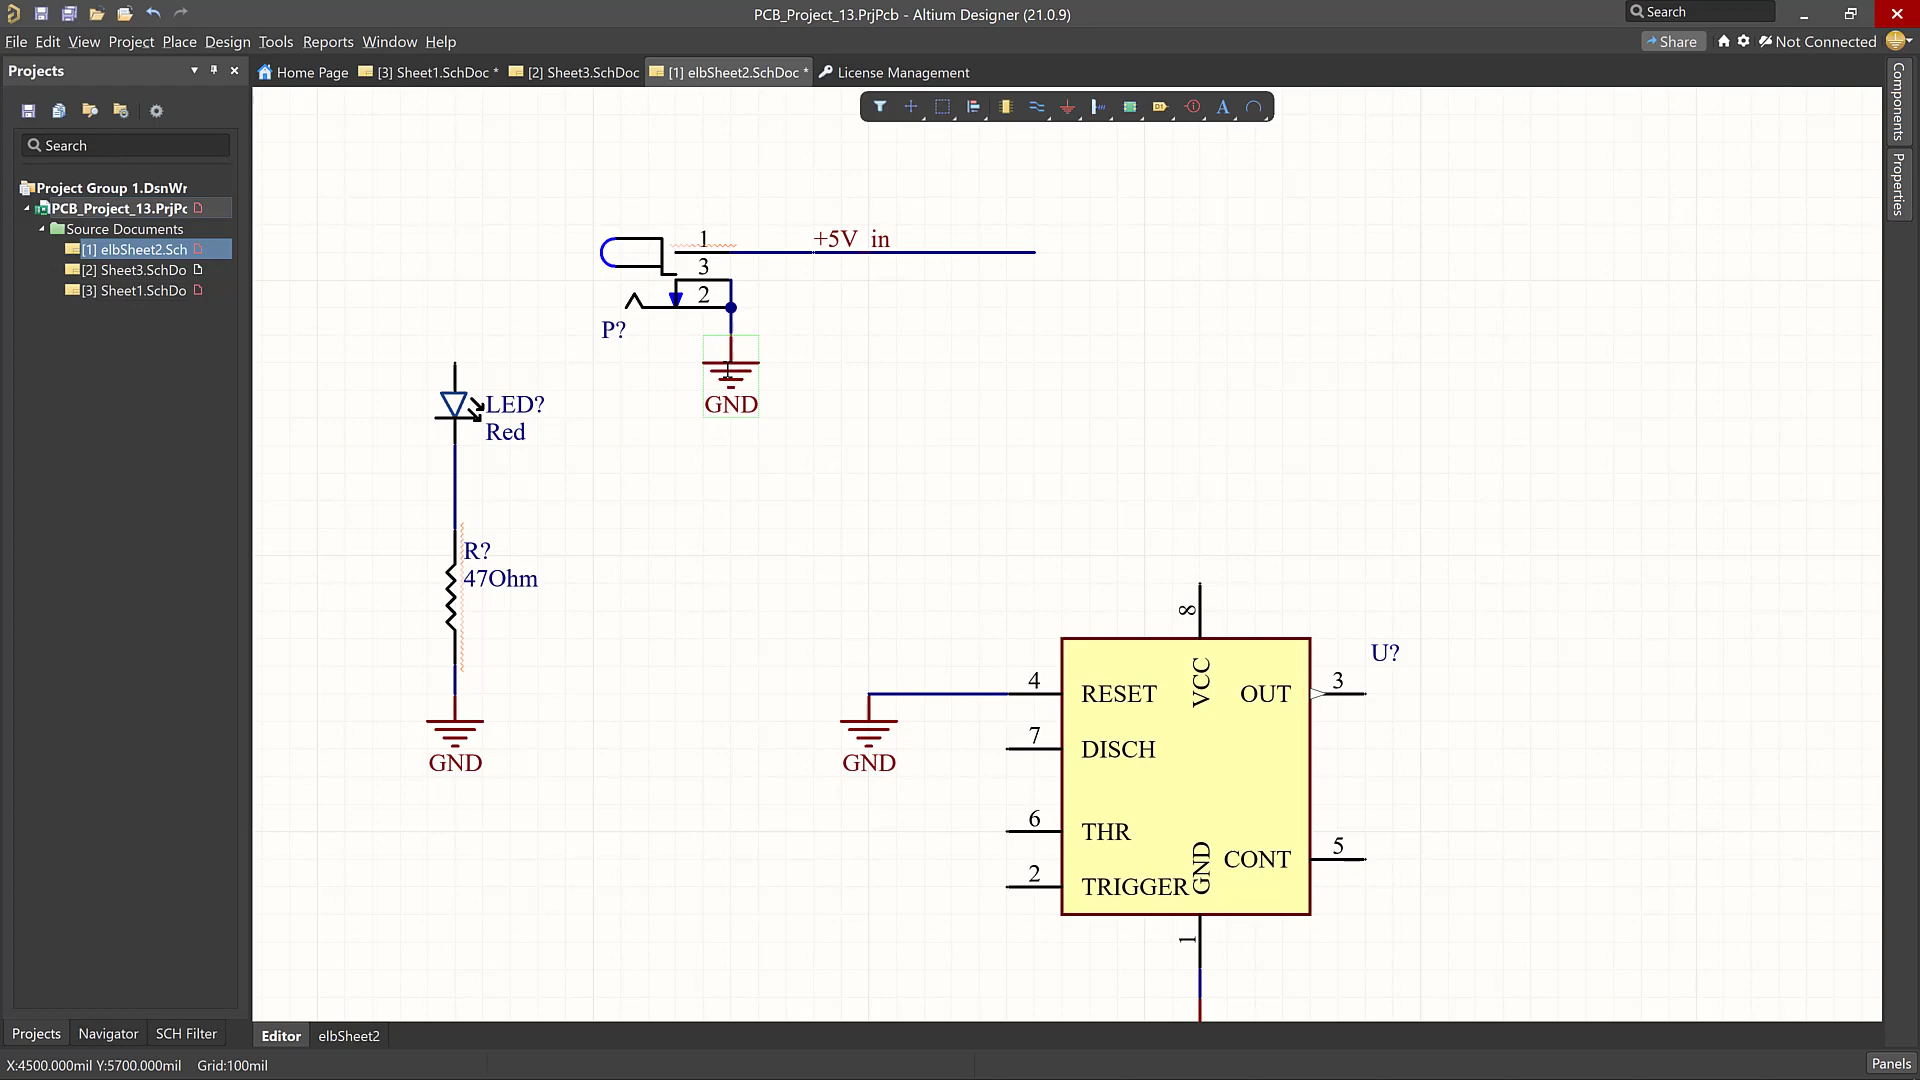 PCB_Project_13.PrjPcb - Altium Designer (21.0.9)
Search
File Edit View Project Place Design Tools Reports Window Help
Share
Not Connected
Projects
Home Page
[3] Sheet1.SchDoc *
[2] Sheet3.SchDoc
[1] elbSheet2.SchDoc *
License Management
Components
Properties
Search
Project Group 1.DsnWr
PCB_Project_13.PrjPc
Source Documents
[1] elbSheet2.Sch
[2] Sheet3.SchDo
[3] Sheet1.SchDo
1
+5V in
3
2
P?
GND
LED?
Red
R?
47Ohm
GND
8
U?
4
RESET
VCC
OUT
3
GND
7
DISCH
6
THR
5
CONT
2
TRIGGER
GND
1
Projects
Navigator
SCH Filter
Editor
elbSheet2
X:4500.000mil Y:5700.000mil Grid:100mil
Panels